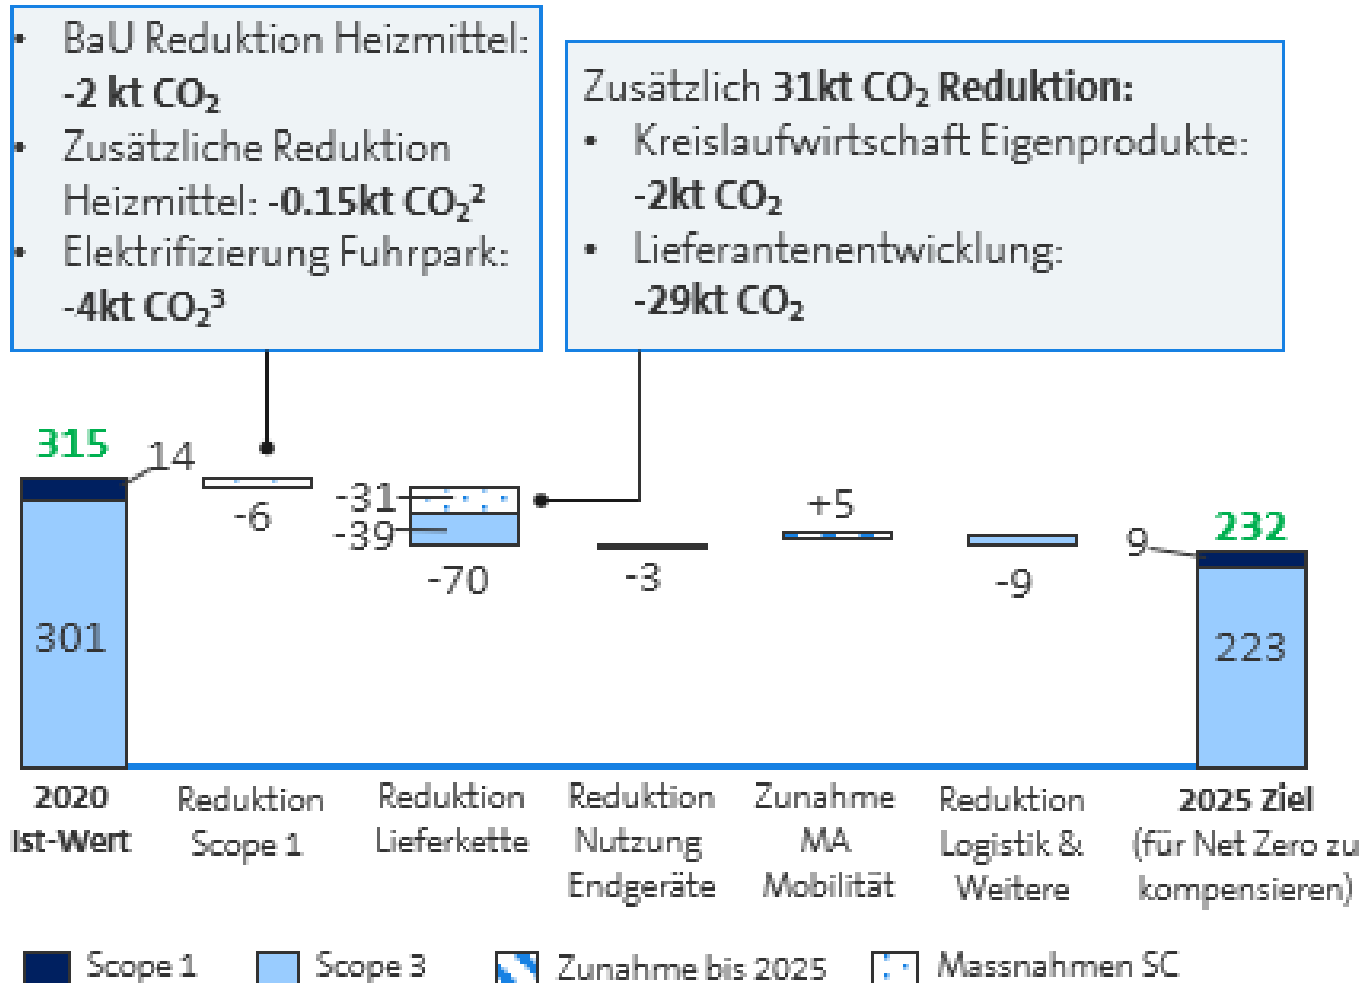 • BaU Reduktion Heizmittel:
-2 kt CO₂
• Zusätzliche Reduktion
Heizmittel: -0.15kt CO₂²
• Elektrifizierung Fuhrpark:
-4kt CO₂³
Zusätzlich 31kt CO₂ Reduktion:
• Kreislaufwirtschaft Eigenprodukte:
-2kt CO₂
• Lieferantenentwicklung:
-29kt CO₂
315
14
301
-6
-31
-39
-70
-3
+5
-9
232
9
223
2020
Ist-Wert
Reduktion
Scope 1
Reduktion
Lieferkette
Reduktion
Nutzung
Endgeräte
Zunahme
MA
Mobilität
Reduktion
Logistik &
Weitere
2025 Ziel
(für Net Zero zu
kompensieren)
Scope 1
Scope 3
Zunahme bis 2025
Massnahmen SC